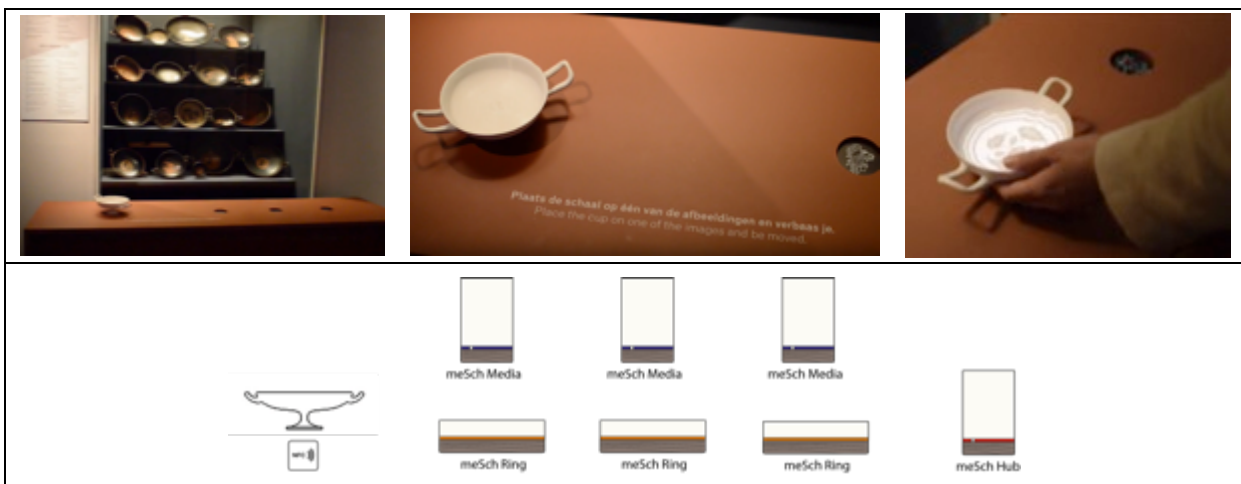 Plaats de schaal op één van de afbeeldingen en verbaas je.
Place the cup on one of the images and be moved.
meSch Media
meSch Media
meSch Media
NFC
meSch Ring
meSch Ring
meSch Ring
meSch Hub